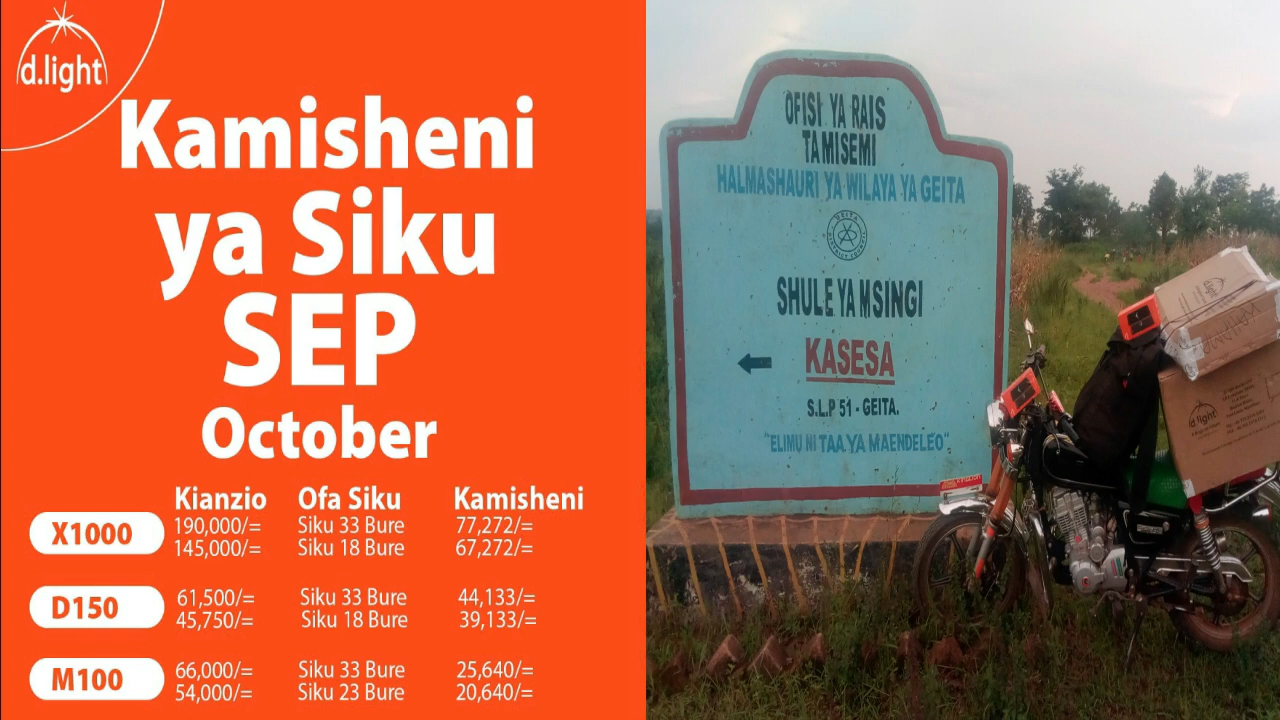 d.light
Kamisheni
ya Siku
SEP
October
Kianzio Ofa Siku Kamisheni
X1000
190,000/= Siku 33 Bure 77,272/=
145,000/= Siku 18 Bure 67,272/=
D150
61,500/= Siku 33 Bure 44,133/=
45,750/= Siku 18 Bure 39,133/=
M100
66,000/= Siku 33 Bure 25,640/=
54,000/= Siku 23 Bure 20,640/=
OFISI YA RAIS
TAMISEMI
HALMASHAURI YA WILAYA YA GEITA
GEITA
DISTRICT COUNCIL
SHULE YA MSINGI
KASESA
S.L.P 51 - GEITA.
"ELIMU NI TAA YA MAENDELEO"
d.light
d.light